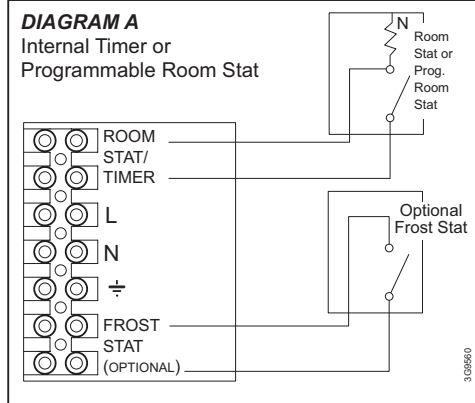 DIAGRAM A
Internal Timer or
Programmable Room Stat
N
Room
Stat or
Prog.
Room
Stat
ROOM
STAT/
TIMER
L
N
FROST
STAT
(OPTIONAL)
Optional
Frost Stat
3G9560